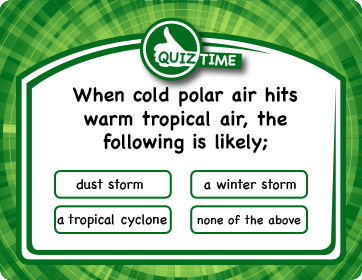 QUIZ TIME
When cold polar air hits
warm tropical air, the
following is likely;
dust storm
a winter storm
a tropical cyclone
none of the above